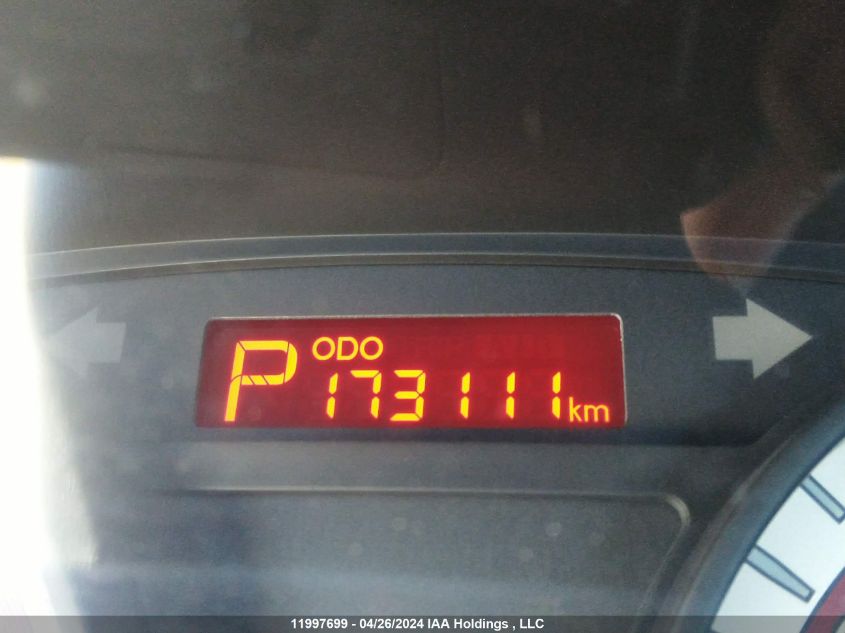 P ODO
173111 km
11997699 - 04/26/2024 IAA Holdings , LLC